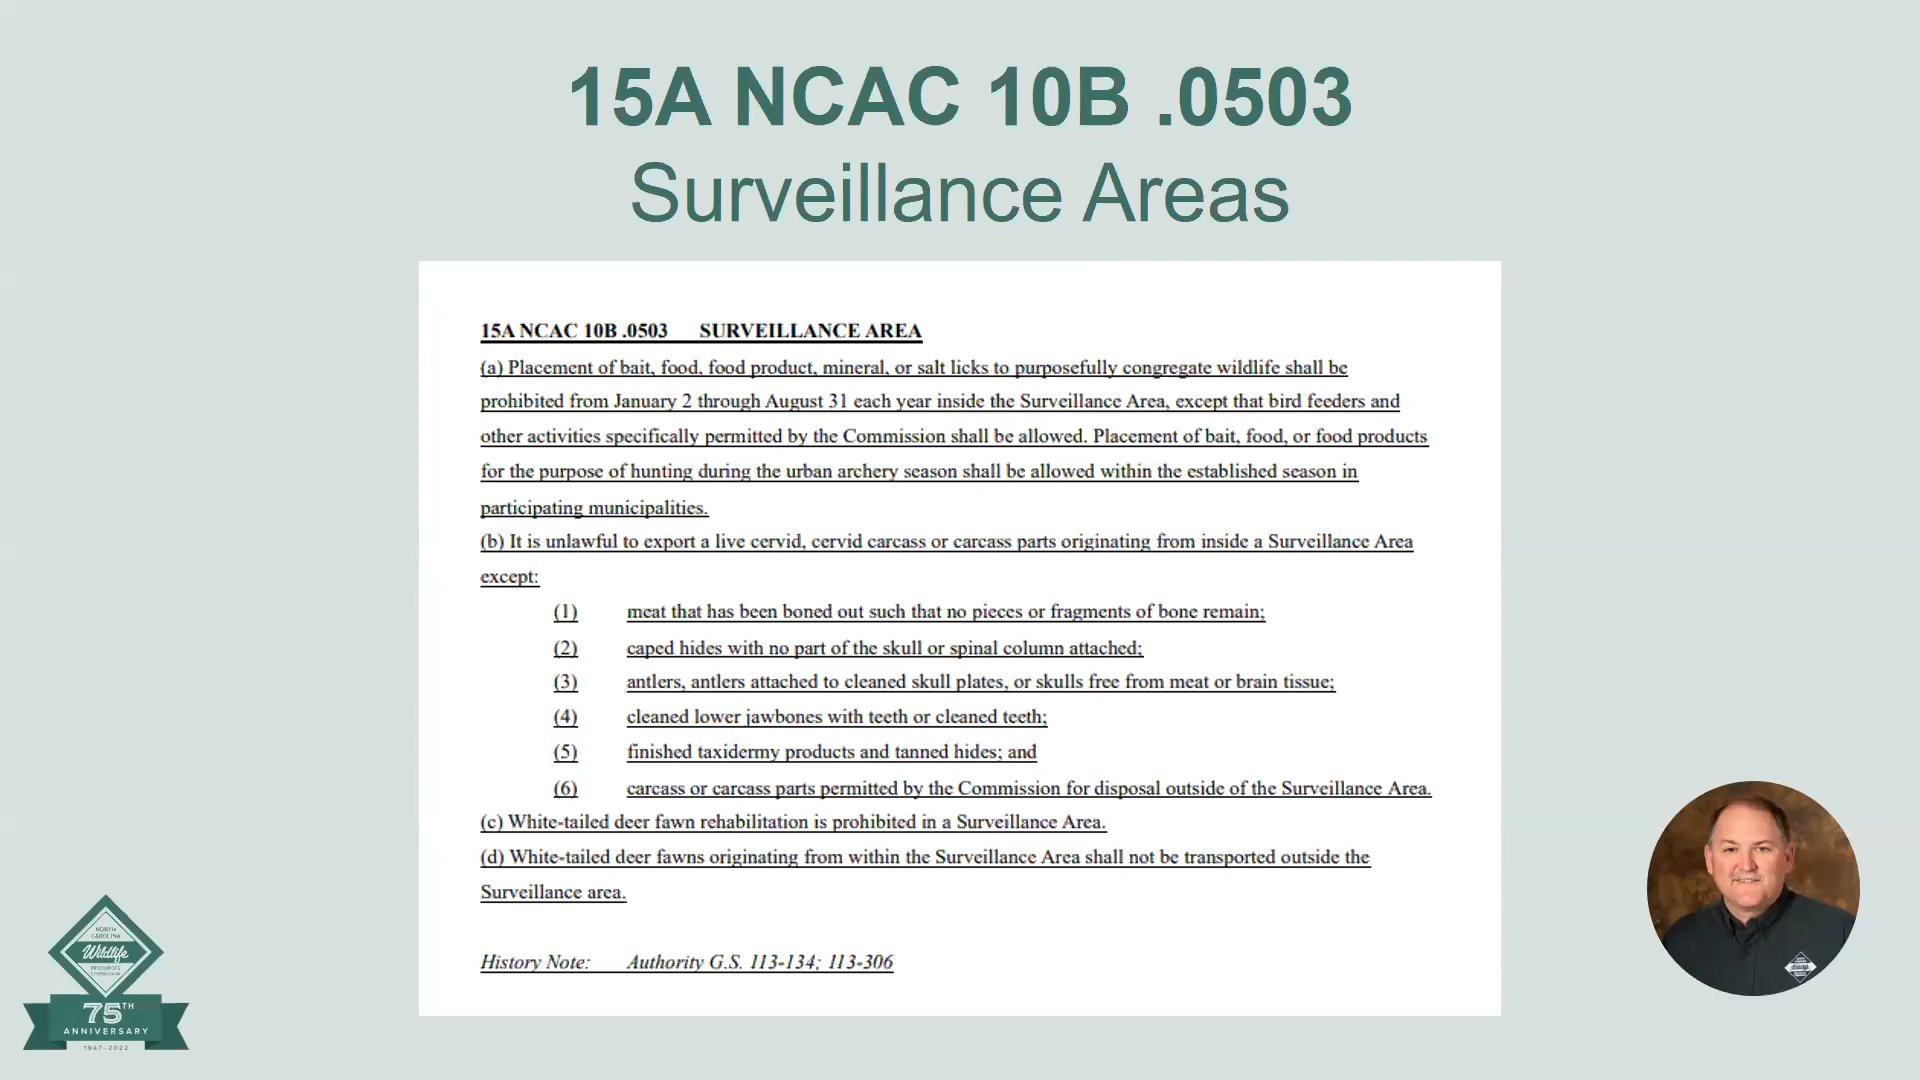 15A NCAC 10B .0503
Surveillance Areas
15A NCAC 10B .0503 SURVEILLANCE AREA
(a) Placement of bait, food, food product, mineral, or salt licks to purposefully congregate wildlife shall be
prohibited from January 2 through August 31 each year inside the Surveillance Area, except that bird feeders and
other activities specifically permitted by the Commission shall be allowed. Placement of bait, food, or food products
for the purpose of hunting during the urban archery season shall be allowed within the established season in
participating municipalities.
(b) It is unlawful to export a live cervid, cervid carcass or carcass parts originating from inside a Surveillance Area
except:
(1) meat that has been boned out such that no pieces or fragments of bone remain;
(2) caped hides with no part of the skull or spinal column attached;
(3) antlers, antlers attached to cleaned skull plates, or skulls free from meat or brain tissue;
(4) cleaned lower jawbones with teeth or cleaned teeth;
(5) finished taxidermy products and tanned hides; and
(6) carcass or carcass parts permitted by the Commission for disposal outside of the Surveillance Area.
(c) White-tailed deer fawn rehabilitation is prohibited in a Surveillance Area.
(d) White-tailed deer fawns originating from within the Surveillance Area shall not be transported outside the
Surveillance area.
History Note: Authority G.S. 113-134; 113-306
NORTH
CAROLINA
Wildlife
RESOURCES
COMMISSION
75TH
ANNIVERSARY
1947-2022